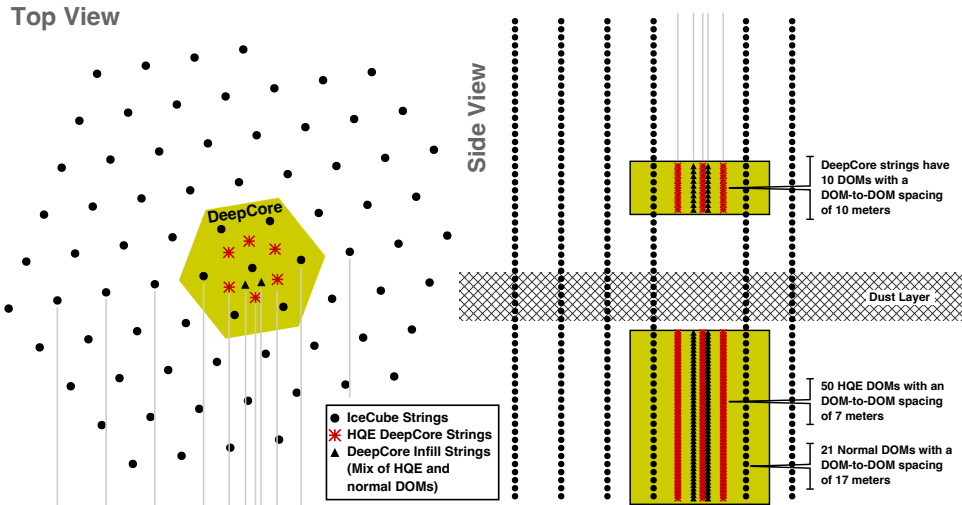 Top View
DeepCore
IceCube Strings
HQE DeepCore Strings
DeepCore Infill Strings
(Mix of HQE and
normal DOMs)
Side View
DeepCore strings have
10 DOMs with a
DOM-to-DOM spacing
of 10 meters
Dust Layer
50 HQE DOMs with an
DOM-to-DOM spacing
of 7 meters
21 Normal DOMs with a
DOM-to-DOM spacing
of 17 meters